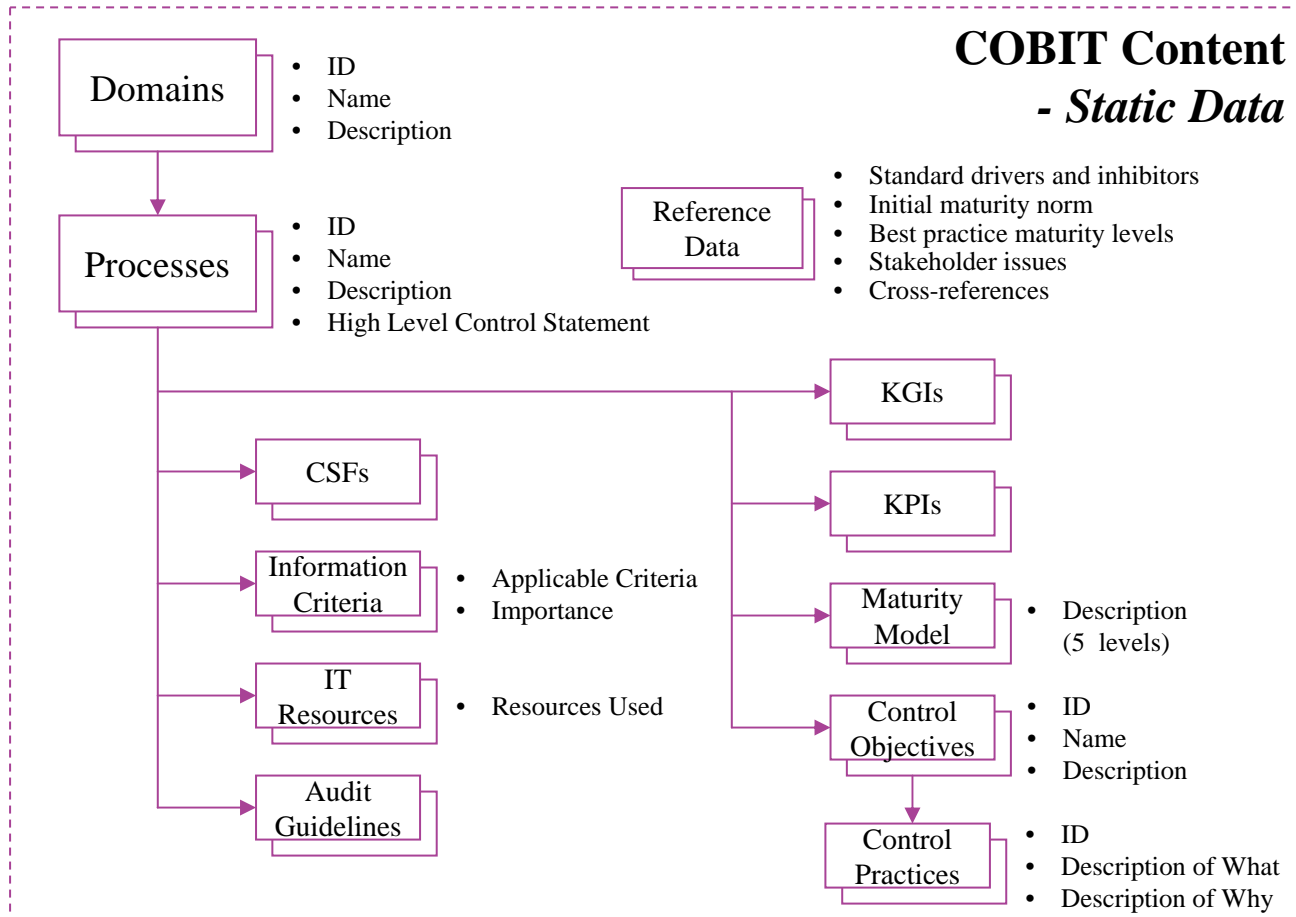 COBIT Content
- Static Data
Domains
• ID
• Name
• Description
Processes
• ID
• Name
• Description
• High Level Control Statement
Reference
Data
• Standard drivers and inhibitors
• Initial maturity norm
• Best practice maturity levels
• Stakeholder issues
• Cross-references
CSFs
Information
Criteria
• Applicable Criteria
• Importance
IT
Resources
• Resources Used
Audit
Guidelines
KGIs
KPIs
Maturity
Model
• Description
(5 levels)
Control
Objectives
• ID
• Name
• Description
Control
Practices
• ID
• Description of What
• Description of Why